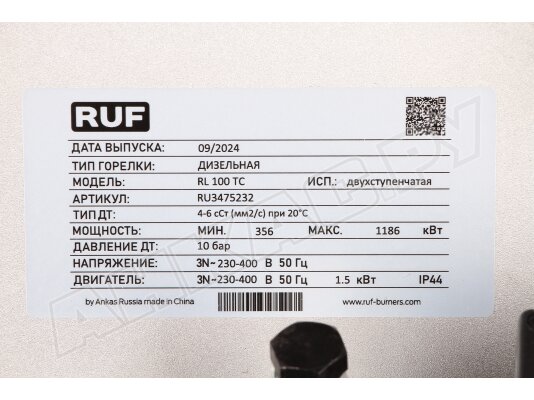 RUF
ДАТА ВЫПУСКА: 09/2024
ТИП ГОРЕЛКИ: ДИЗЕЛЬНАЯ
МОДЕЛЬ: RL 100 TC ИСП.: двухступенчатая
АРТИКУЛ: RU3475232
ТИП ДТ: 4-6 сСт (мм2/с) при 20°C
МОЩНОСТЬ: МИН. 356 МАКС. 1186 кВт
ДАВЛЕНИЕ ДТ: 10 бар
НАПРЯЖЕНИЕ: 3N~230-400 В 50 Гц
ДВИГАТЕЛЬ: 3N~230-400 В 50 Гц 1.5 кВт IP44
by Ankas Russia made in China www.ruf-burners.com